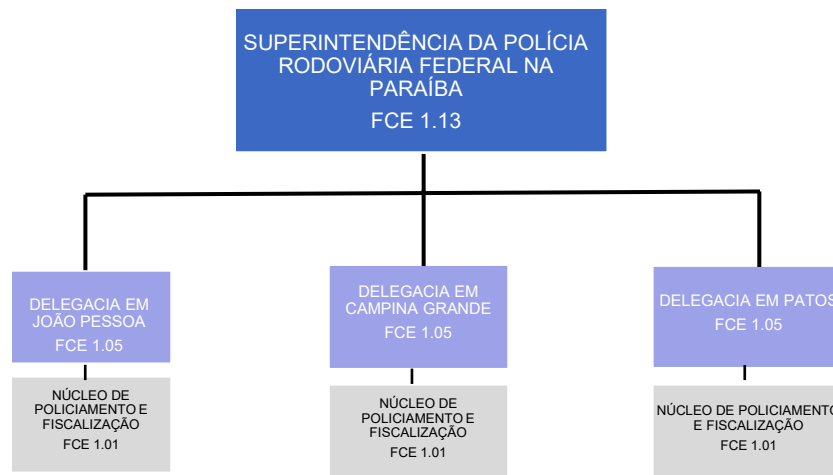 SUPERINTENDÊNCIA DA POLÍCIA
RODOVIÁRIA FEDERAL NA
PARAÍBA
FCE 1.13
DELEGACIA EM
JOÃO PESSOA
FCE 1.05
DELEGACIA EM
CAMPINA GRANDE
FCE 1.05
DELEGACIA EM PATOS
FCE 1.05
NÚCLEO DE
POLICIAMENTO E
FISCALIZAÇÃO
FCE 1.01
NÚCLEO DE
POLICIAMENTO E
FISCALIZAÇÃO
FCE 1.01
NÚCLEO DE POLICIAMENTO
E FISCALIZAÇÃO
FCE 1.01